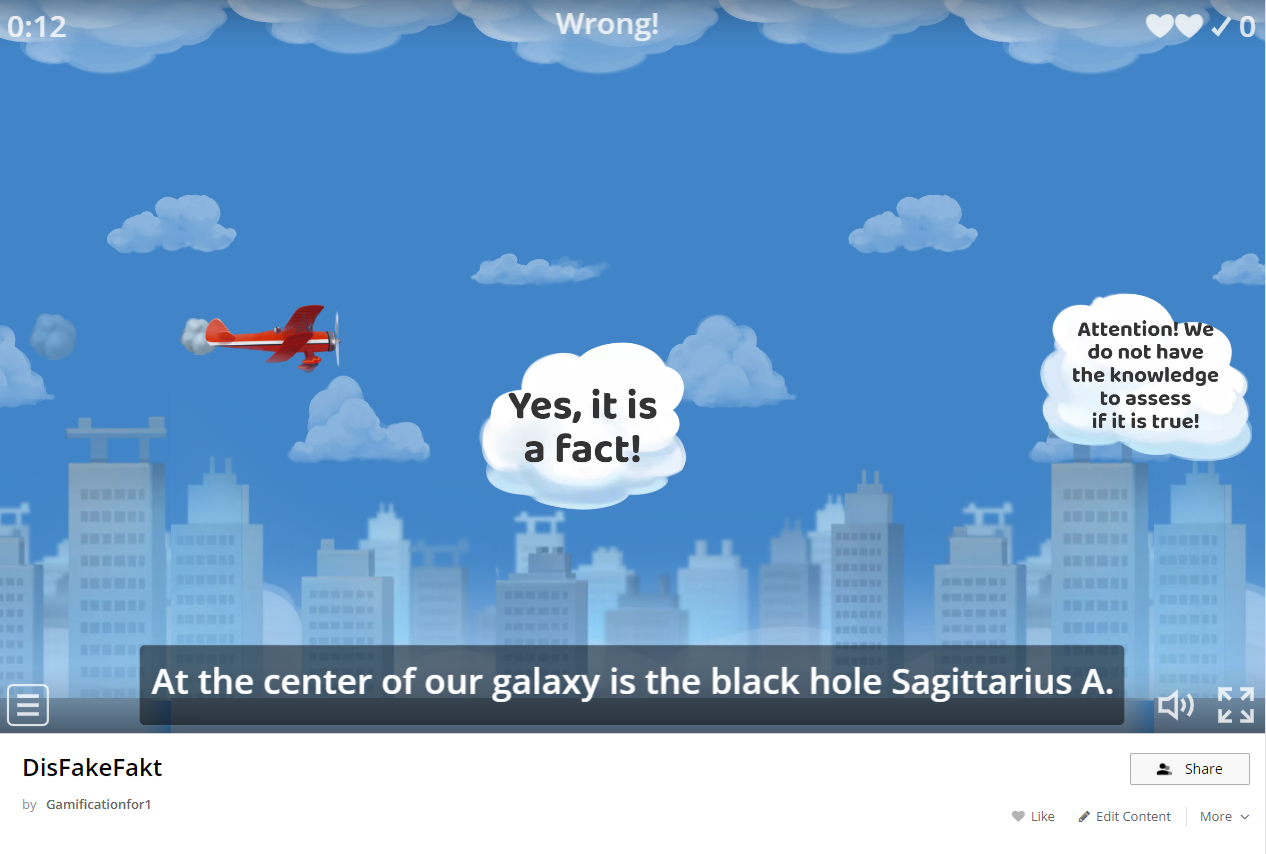 0:12
Wrong!
0
Yes, it is
a fact!
Attention! We
do not have
the knowledge
to assess
if it is true!
At the center of our galaxy is the black hole Sagittarius A.
DisFakeFakt
Share
by Gamificationfor1
Like
Edit Content
More